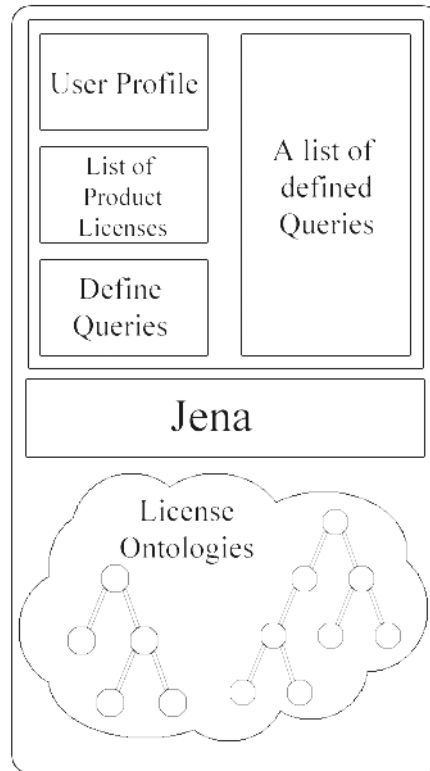 User Profile
List of
Product
Licenses
Define
Queries
A list of
defined
Queries
Jena
License
Ontologies